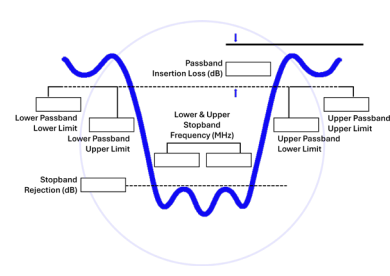 Passband
Insertion Loss (dB)
Lower Passband
Lower Limit
Lower Passband
Upper Limit
Lower & Upper
Stopband
Frequency (MHz)
Upper Passband
Lower Limit
Upper Passband
Upper Limit
Stopband
Rejection (dB)